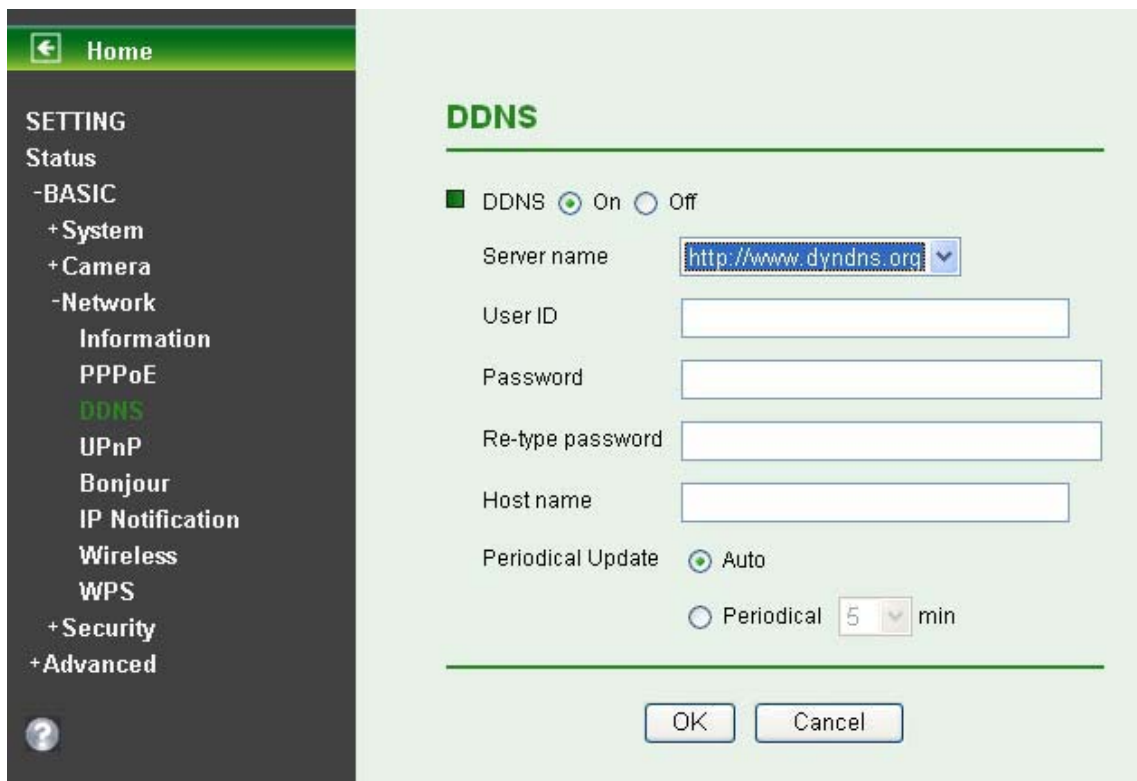 Home
SETTING
Status
-BASIC
+System
+Camera
-Network
Information
PPPoE
DDNS
UPnP
Bonjour
IP Notification
Wireless
WPS
+Security
+Advanced
?
DDNS
DDNS On Off
Server name http://www.dyndns.org
User ID
Password
Re-type password
Host name
Periodical Update Auto
Periodical 5 min
OK Cancel